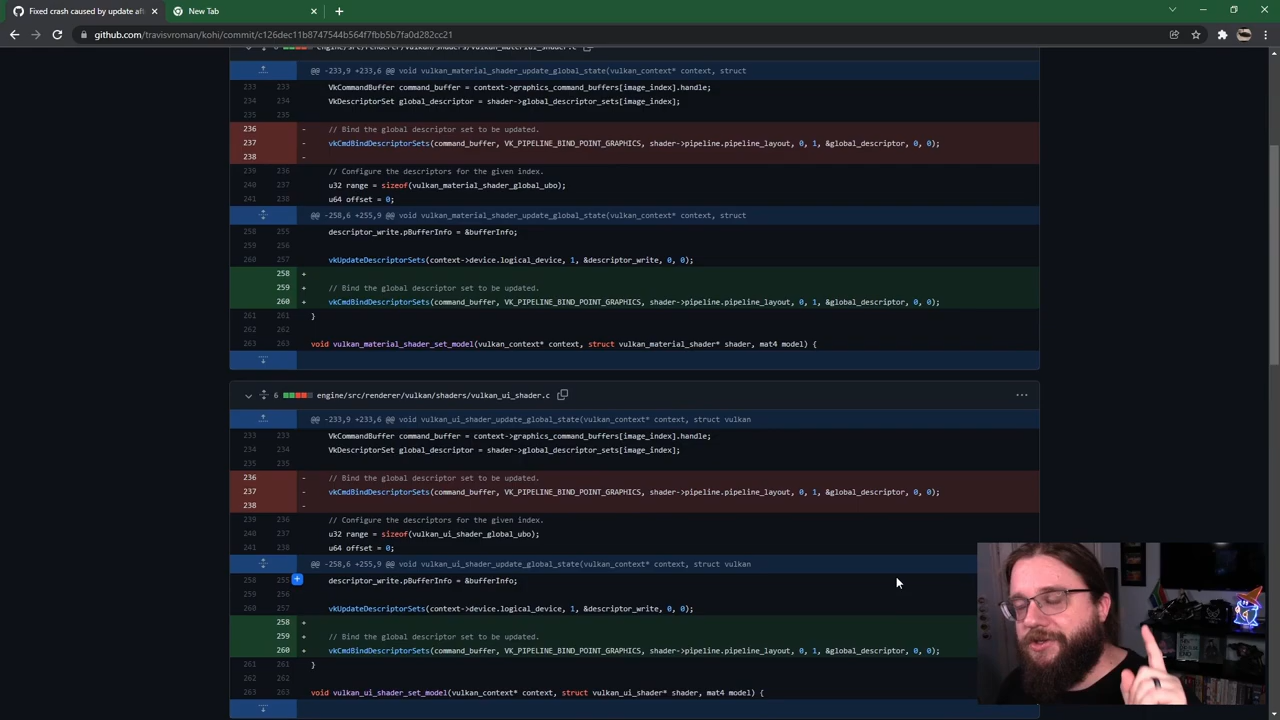 Fixed crash caused by update aft
New Tab
github.com/travisvroman/kohi/commit/c126dec11b8747544b564f7fbb5b7fa0d282cc21
6 engine/src/renderer/vulkan/shaders/vulkan_material_shader.c
@@ -233,9 +233,6 @@ void vulkan_material_shader_update_global_state(vulkan_context* context, struct
233 233 VkCommandBuffer command_buffer = context->graphics_command_buffers[image_index].handle;
234 234 VkDescriptorSet global_descriptor = shader->global_descriptor_sets[image_index];
235 235
236 - // Bind the global descriptor set to be updated.
237 - vkCmdBindDescriptorSets(command_buffer, VK_PIPELINE_BIND_POINT_GRAPHICS, shader->pipeline.pipeline_layout, 0, 1, &global_descriptor, 0, 0);
238 -
239 236 // Configure the descriptors for the given index.
240 237 u32 range = sizeof(vulkan_material_shader_global_ubo);
241 238 u64 offset = 0;
@@ -258,6 +255,9 @@ void vulkan_material_shader_update_global_state(vulkan_context* context, struct
258 255 descriptor_write.pBufferInfo = &bufferInfo;
259 256
260 257 vkUpdateDescriptorSets(context->device.logical_device, 1, &descriptor_write, 0, 0);
258 +
259 + // Bind the global descriptor set to be updated.
260 + vkCmdBindDescriptorSets(command_buffer, VK_PIPELINE_BIND_POINT_GRAPHICS, shader->pipeline.pipeline_layout, 0, 1, &global_descriptor, 0, 0);
261 261 }
262 262
263 263 void vulkan_material_shader_set_model(vulkan_context* context, struct vulkan_material_shader* shader, mat4 model) {
6 engine/src/renderer/vulkan/shaders/vulkan_ui_shader.c
@@ -233,9 +233,6 @@ void vulkan_ui_shader_update_global_state(vulkan_context* context, struct vulkan
233 233 VkCommandBuffer command_buffer = context->graphics_command_buffers[image_index].handle;
234 234 VkDescriptorSet global_descriptor = shader->global_descriptor_sets[image_index];
235 235
236 - // Bind the global descriptor set to be updated.
237 - vkCmdBindDescriptorSets(command_buffer, VK_PIPELINE_BIND_POINT_GRAPHICS, shader->pipeline.pipeline_layout, 0, 1, &global_descriptor, 0, 0);
238 -
239 236 // Configure the descriptors for the given index.
240 237 u32 range = sizeof(vulkan_ui_shader_global_ubo);
241 238 u64 offset = 0;
@@ -258,6 +255,9 @@ void vulkan_ui_shader_update_global_state(vulkan_context* context, struct vulkan
258 255 descriptor_write.pBufferInfo = &bufferInfo;
259 256
260 257 vkUpdateDescriptorSets(context->device.logical_device, 1, &descriptor_write, 0, 0);
258 +
259 + // Bind the global descriptor set to be updated.
260 + vkCmdBindDescriptorSets(command_buffer, VK_PIPELINE_BIND_POINT_GRAPHICS, shader->pipeline.pipeline_layout, 0, 1, &global_descriptor, 0, 0);
261 261 }
262 262
263 263 void vulkan_ui_shader_set_model(vulkan_context* context, struct vulkan_ui_shader* shader, mat4 model) {